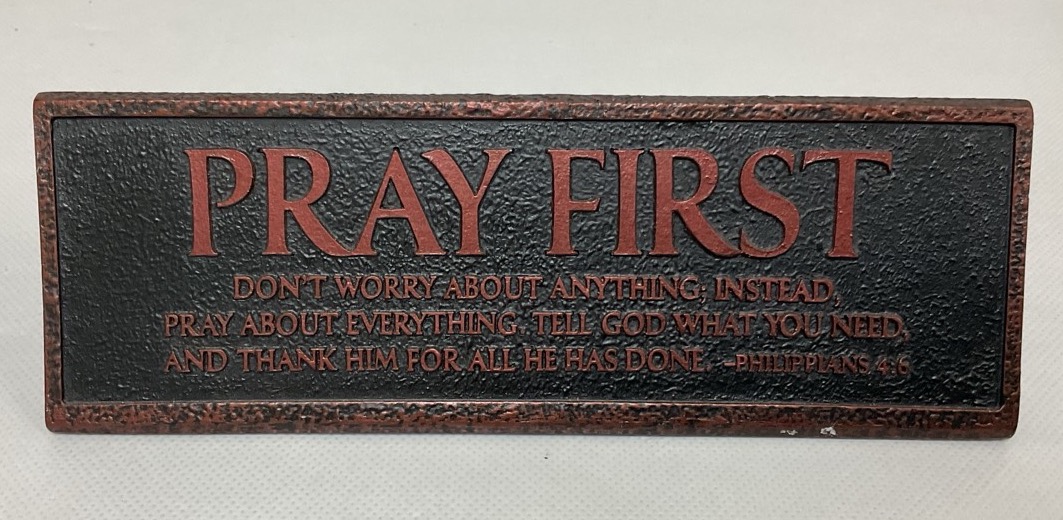 PRAY FIRST
DON'T WORRY ABOUT ANYTHING; INSTEAD,
PRAY ABOUT EVERYTHING. TELL GOD WHAT YOU NEED,
AND THANK HIM FOR ALL HE HAS DONE. –PHILIPPIANS 4:6